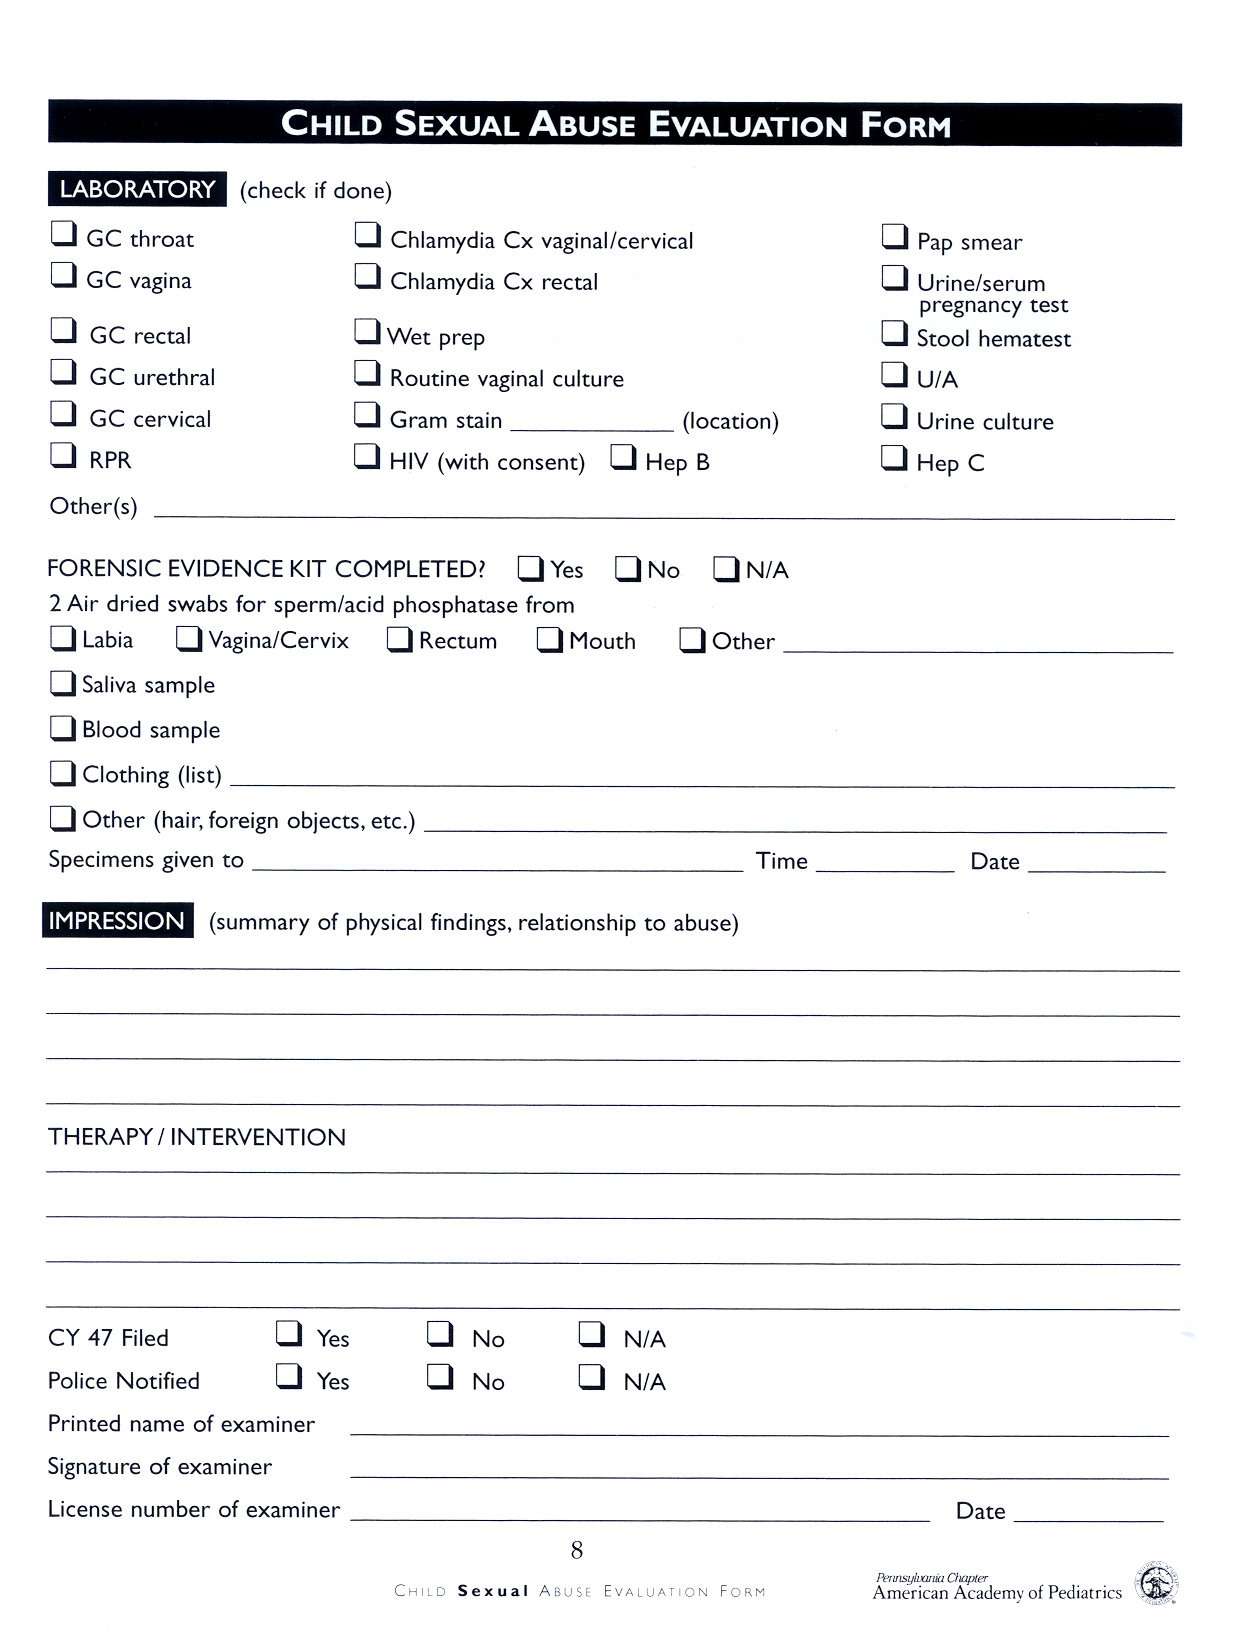 CHILD SEXUAL ABUSE EVALUATION FORM
LABORATORY (check if done)
GC throat Chlamydia Cx vaginal/cervical Pap smear
GC vagina Chlamydia Cx rectal Urine/serum
pregnancy test
GC rectal Wet prep Stool hematest
GC urethral Routine vaginal culture U/A
GC cervical Gram stain (location) Urine culture
RPR HIV (with consent) Hep B Hep C
Other(s)
FORENSIC EVIDENCE KIT COMPLETED? Yes No N/A
2 Air dried swabs for sperm/acid phosphatase from
Labia Vagina/Cervix Rectum Mouth Other
Saliva sample
Blood sample
Clothing (list)
Other (hair, foreign objects, etc.)
Specimens given to Time Date
IMPRESSION (summary of physical findings, relationship to abuse)
THERAPY / INTERVENTION
CY 47 Filed Yes No N/A
Police Notified Yes No N/A
Printed name of examiner
Signature of examiner
License number of examiner Date
8
CHILD Sexual ABUSE EVALUATION FORM
Pennsylvania Chapter
American Academy of Pediatrics